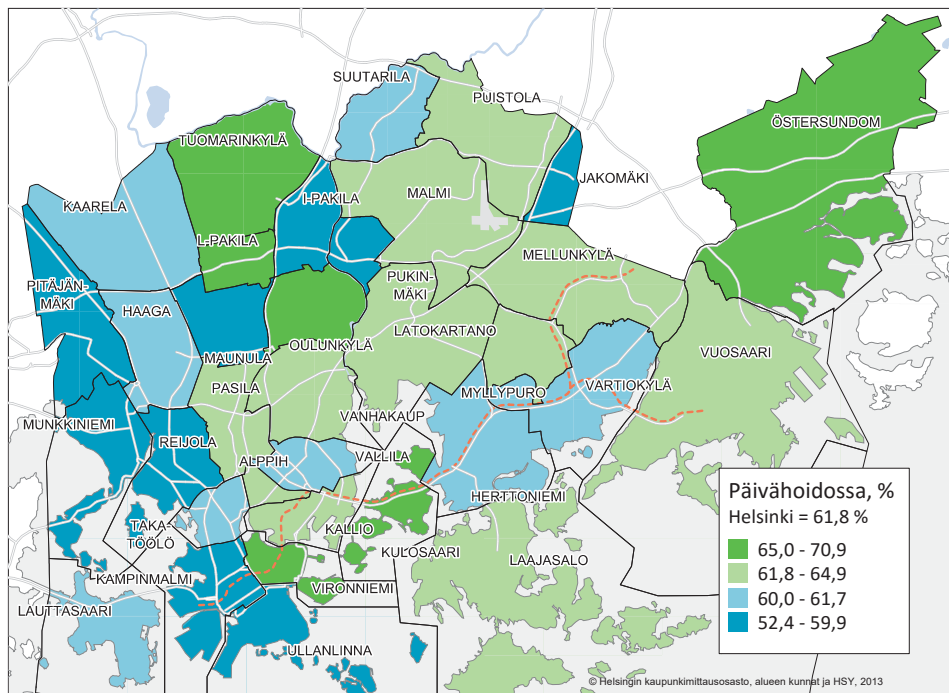 SUUTARILA
PUISTOLA
ÖSTERSUNDOM
TUOMARINKYLÄ
JAKOMÄKI
MALMI
I-PAKILA
KAARELA
L-PAKILA
MELLUNKYLÄ
PITÄJÄN-
MÄKI
PUKIN-
MÄKI
HAAGA
LATOKARTANO
OULUNKYLÄ
MAUNULA
VUOSAARI
PASILA
MYLLYPURO
VARTIOKYLÄ
VANHAKAUP
MUNKKINIEMI
REIJOLA
VALLILA
ALPPIH
HERTTONIEMI
TAKA-
TÖÖLÖ
KALLIO
KULOSAARI
LAAJASALO
KAMPINMALMI
VIRONNIEMI
LAUTTASAARI
ULLANLINNA
Päivähoidossa, %
Helsinki = 61,8 %
65,0 - 70,9
61,8 - 64,9
60,0 - 61,7
52,4 - 59,9
© Helsingin kaupunkimittausosasto, alueen kunnat ja HSY, 2013